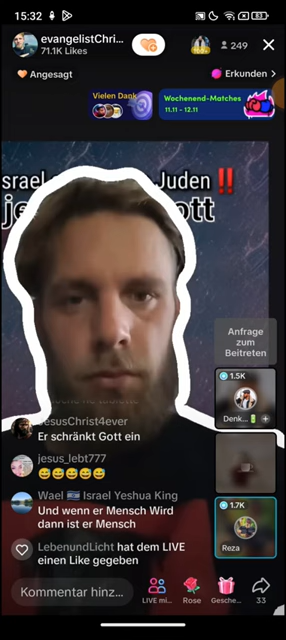 15:32
83
evangelistChri...
71.1K Likes
249
Angesagt
Erkunden >
Vielen Dank
Wochenend-Matches
11.11 - 12.11
srael
Juden ‼️
ott
Anfrage
zum
Beitreten
1.5K
Denk...
JesusChrist4ever
Er schränkt Gott ein
jesus_lebt777
😅😅😅😅😅
Wael 🇮🇱 Israel Yeshua King
Und wenn er Mensch Wird
dann ist er Mensch
1.7K
Reza
LebenundLicht hat dem LIVE
einen Like gegeben
Kommentar hinz...
LIVE mi...
Rose
Gesche...
33